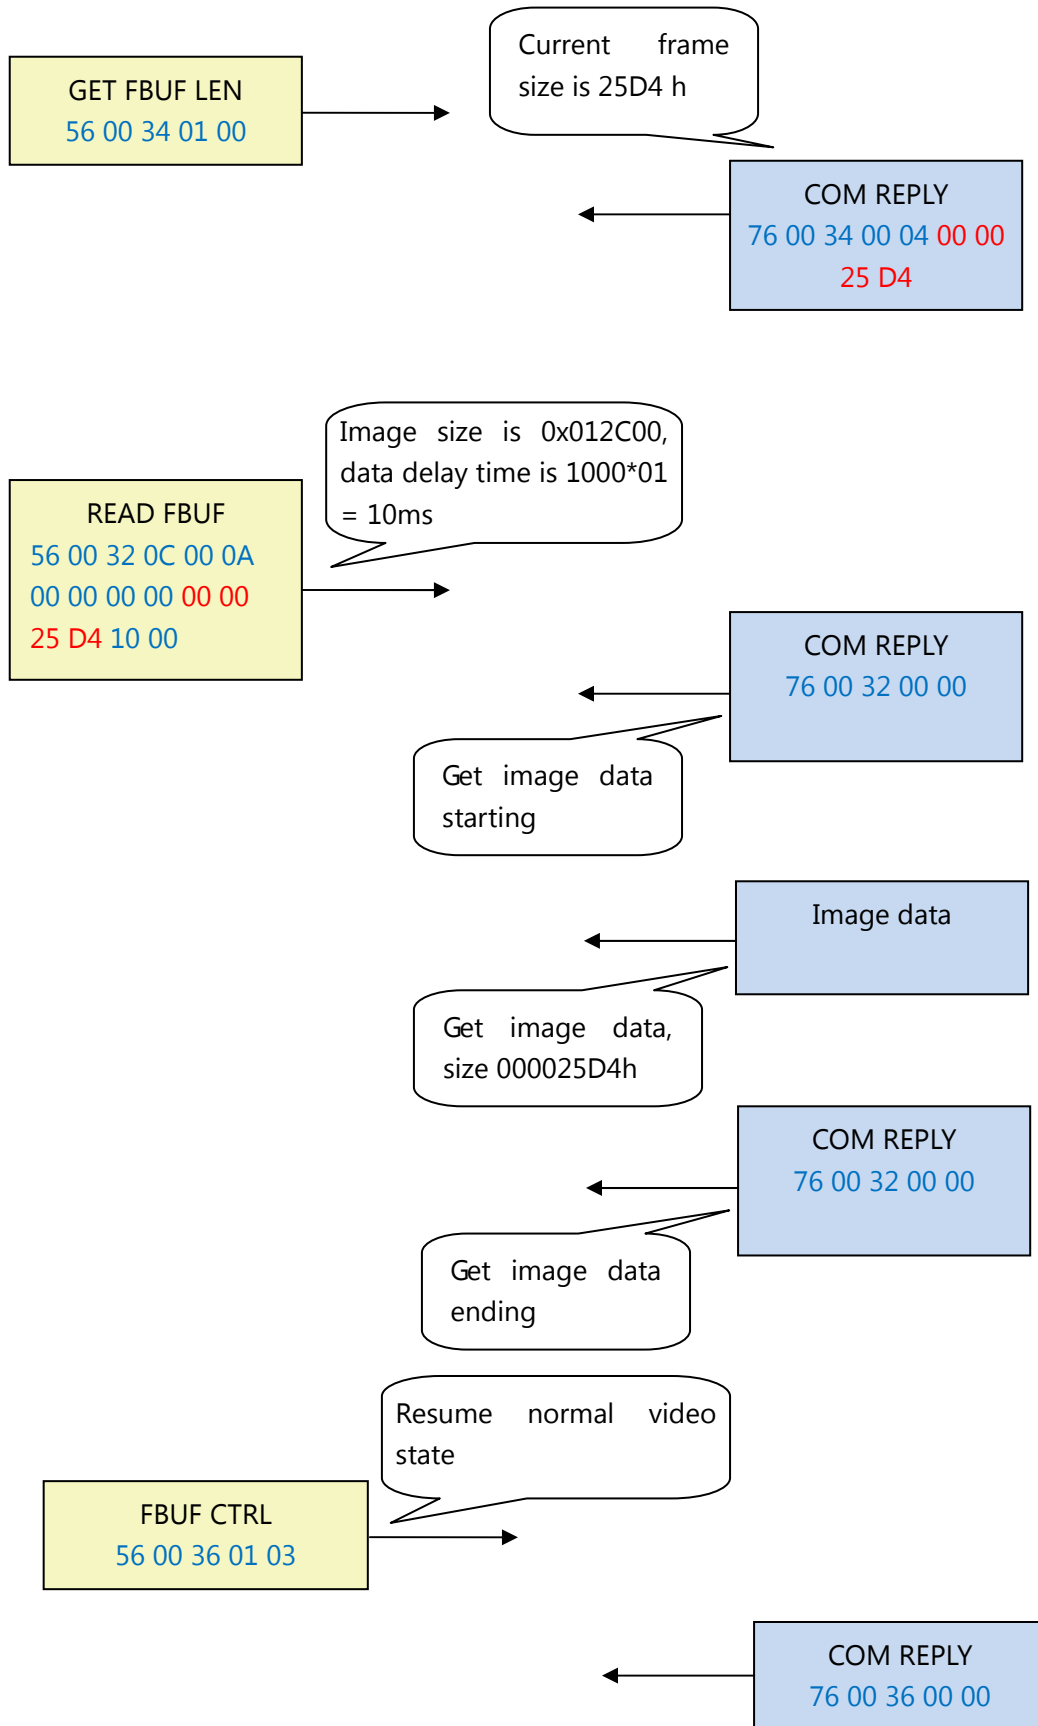 Current frame
size is 25D4 h
GET FBUF LEN
56 00 34 01 00
COM REPLY
76 00 34 00 04 00 00
25 D4
Image size is 0x012C00,
data delay time is 1000*01
= 10ms
READ FBUF
56 00 32 0C 00 0A
00 00 00 00 00 00
25 D4 10 00
COM REPLY
76 00 32 00 00
Get image data
starting
Image data
Get image data,
size 000025D4h
COM REPLY
76 00 32 00 00
Get image data
ending
Resume normal video
state
FBUF CTRL
56 00 36 01 03
COM REPLY
76 00 36 00 00